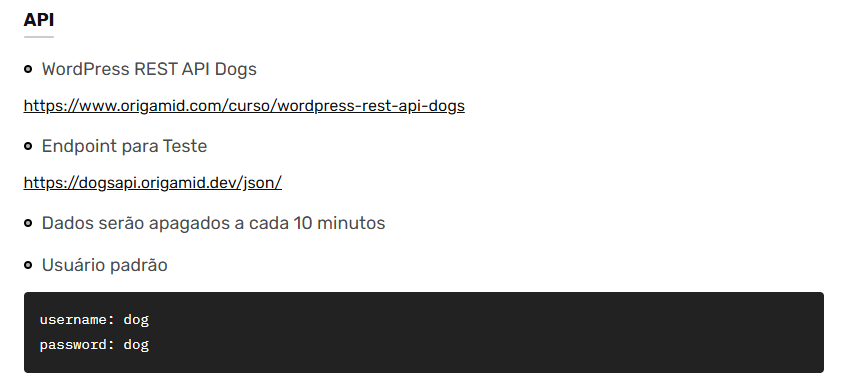 API
WordPress REST API Dogs
https://www.origamid.com/curso/wordpress-rest-api-dogs
Endpoint para Teste
https://dogsapi.origamid.dev/json/
Dados serão apagados a cada 10 minutos
Usuário padrão
username: dog
password: dog